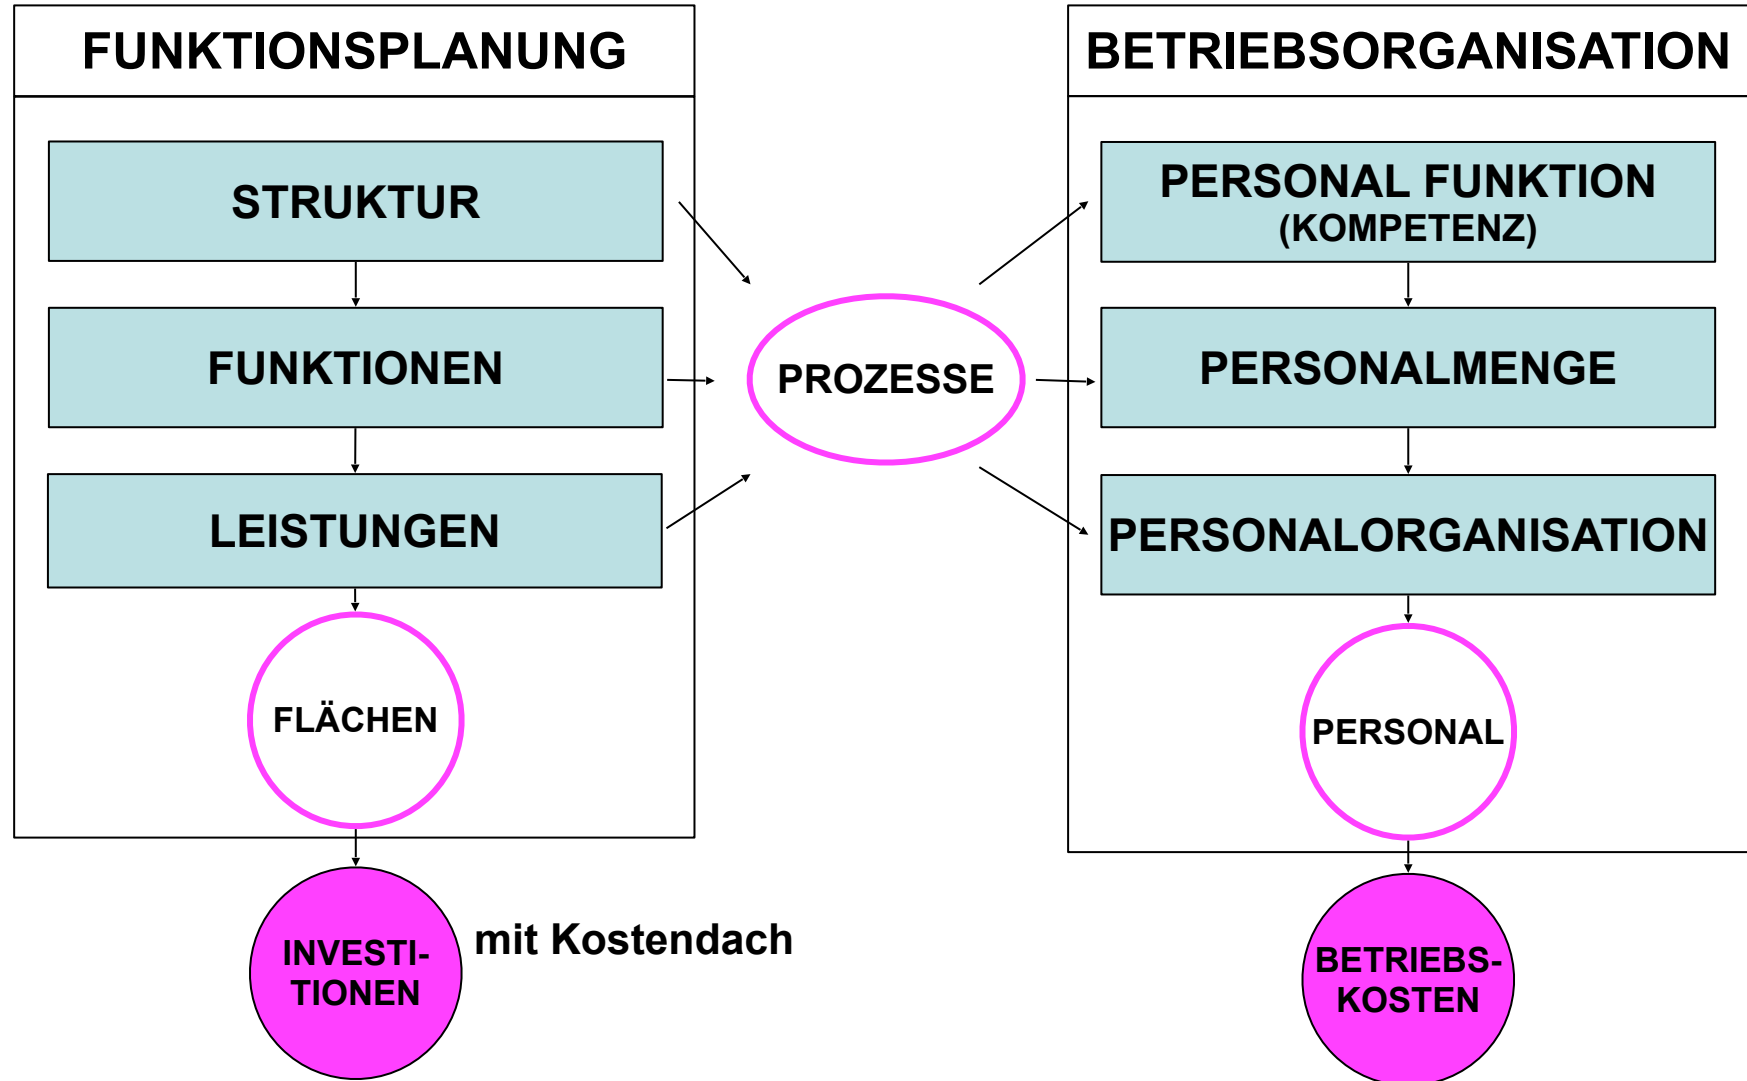 FUNKTIONSPLANUNG
STRUKTUR
FUNKTIONEN
LEISTUNGEN
FLÄCHEN
INVESTI-
TIONEN
mit Kostendach
PROZESSE
BETRIEBSORGANISATION
PERSONAL FUNKTION
(KOMPETENZ)
PERSONALMENGE
PERSONALORGANISATION
PERSONAL
BETRIEBS-
KOSTEN